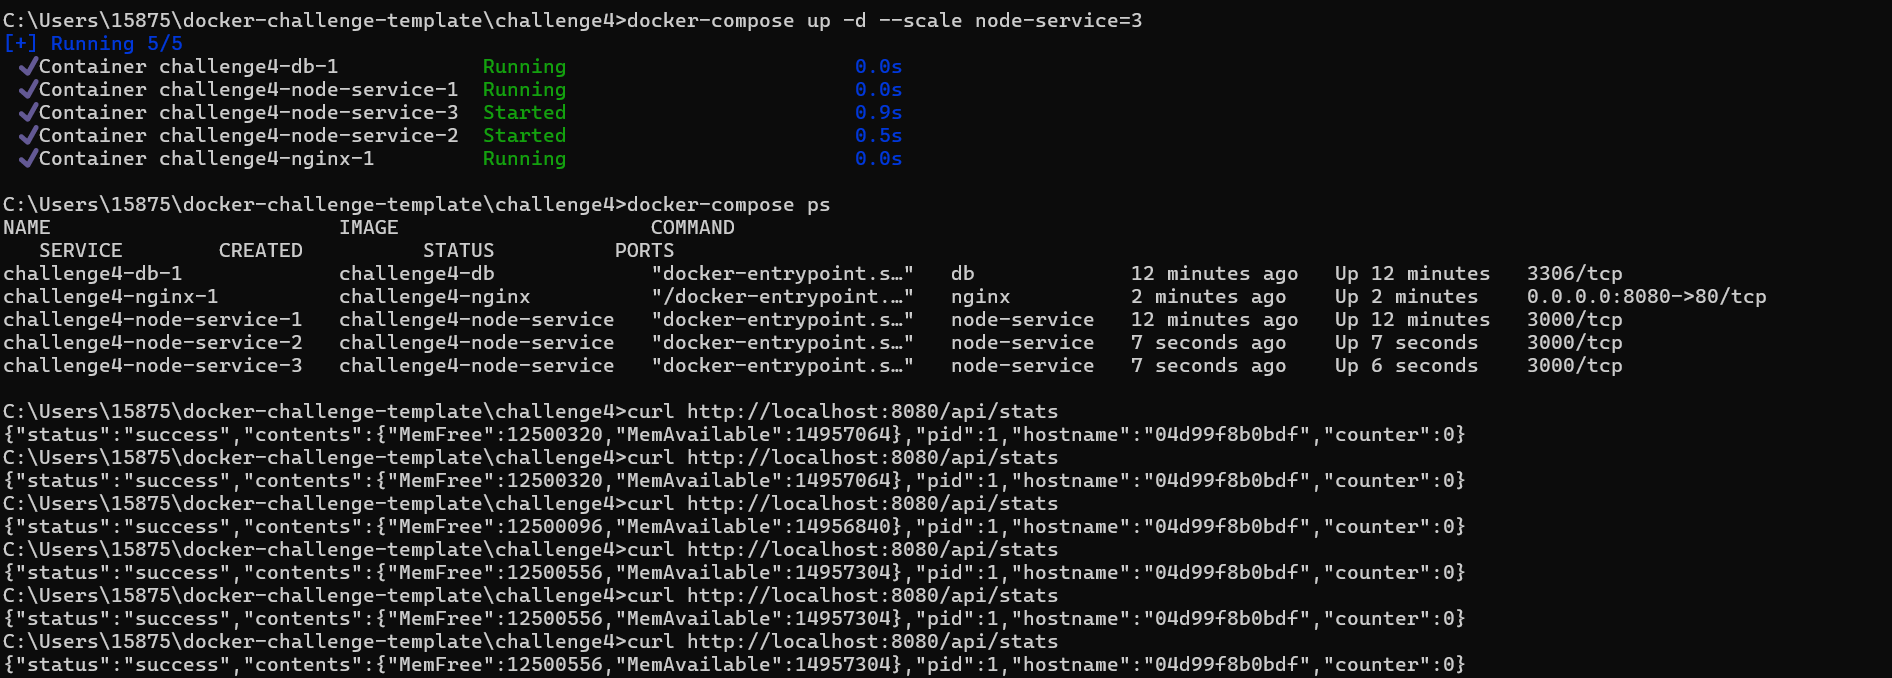 C:\Users\15875\docker-challenge-template\challenge4>docker-compose up -d --scale node-service=3
[+] Running 5/5
✔Container challenge4-db-1 Running 0.0s
✔Container challenge4-node-service-1 Running 0.0s
✔Container challenge4-node-service-3 Started 0.9s
✔Container challenge4-node-service-2 Started 0.5s
✔Container challenge4-nginx-1 Running 0.0s
C:\Users\15875\docker-challenge-template\challenge4>docker-compose ps
NAME IMAGE COMMAND
SERVICE CREATED STATUS PORTS
challenge4-db-1 challenge4-db "docker-entrypoint.s…" db 12 minutes ago Up 12 minutes 3306/tcp
challenge4-nginx-1 challenge4-nginx "/docker-entrypoint.…" nginx 2 minutes ago Up 2 minutes 0.0.0.0:8080->80/tcp
challenge4-node-service-1 challenge4-node-service "docker-entrypoint.s…" node-service 12 minutes ago Up 12 minutes 3000/tcp
challenge4-node-service-2 challenge4-node-service "docker-entrypoint.s…" node-service 7 seconds ago Up 7 seconds 3000/tcp
challenge4-node-service-3 challenge4-node-service "docker-entrypoint.s…" node-service 7 seconds ago Up 6 seconds 3000/tcp
C:\Users\15875\docker-challenge-template\challenge4>curl http://localhost:8080/api/stats
{"status":"success","contents":{"MemFree":12500320,"MemAvailable":14957064},"pid":1,"hostname":"04d99f8b0bdf","counter":0}
C:\Users\15875\docker-challenge-template\challenge4>curl http://localhost:8080/api/stats
{"status":"success","contents":{"MemFree":12500320,"MemAvailable":14957064},"pid":1,"hostname":"04d99f8b0bdf","counter":0}
C:\Users\15875\docker-challenge-template\challenge4>curl http://localhost:8080/api/stats
{"status":"success","contents":{"MemFree":12500096,"MemAvailable":14956840},"pid":1,"hostname":"04d99f8b0bdf","counter":0}
C:\Users\15875\docker-challenge-template\challenge4>curl http://localhost:8080/api/stats
{"status":"success","contents":{"MemFree":12500556,"MemAvailable":14957304},"pid":1,"hostname":"04d99f8b0bdf","counter":0}
C:\Users\15875\docker-challenge-template\challenge4>curl http://localhost:8080/api/stats
{"status":"success","contents":{"MemFree":12500556,"MemAvailable":14957304},"pid":1,"hostname":"04d99f8b0bdf","counter":0}
C:\Users\15875\docker-challenge-template\challenge4>curl http://localhost:8080/api/stats
{"status":"success","contents":{"MemFree":12500556,"MemAvailable":14957304},"pid":1,"hostname":"04d99f8b0bdf","counter":0}